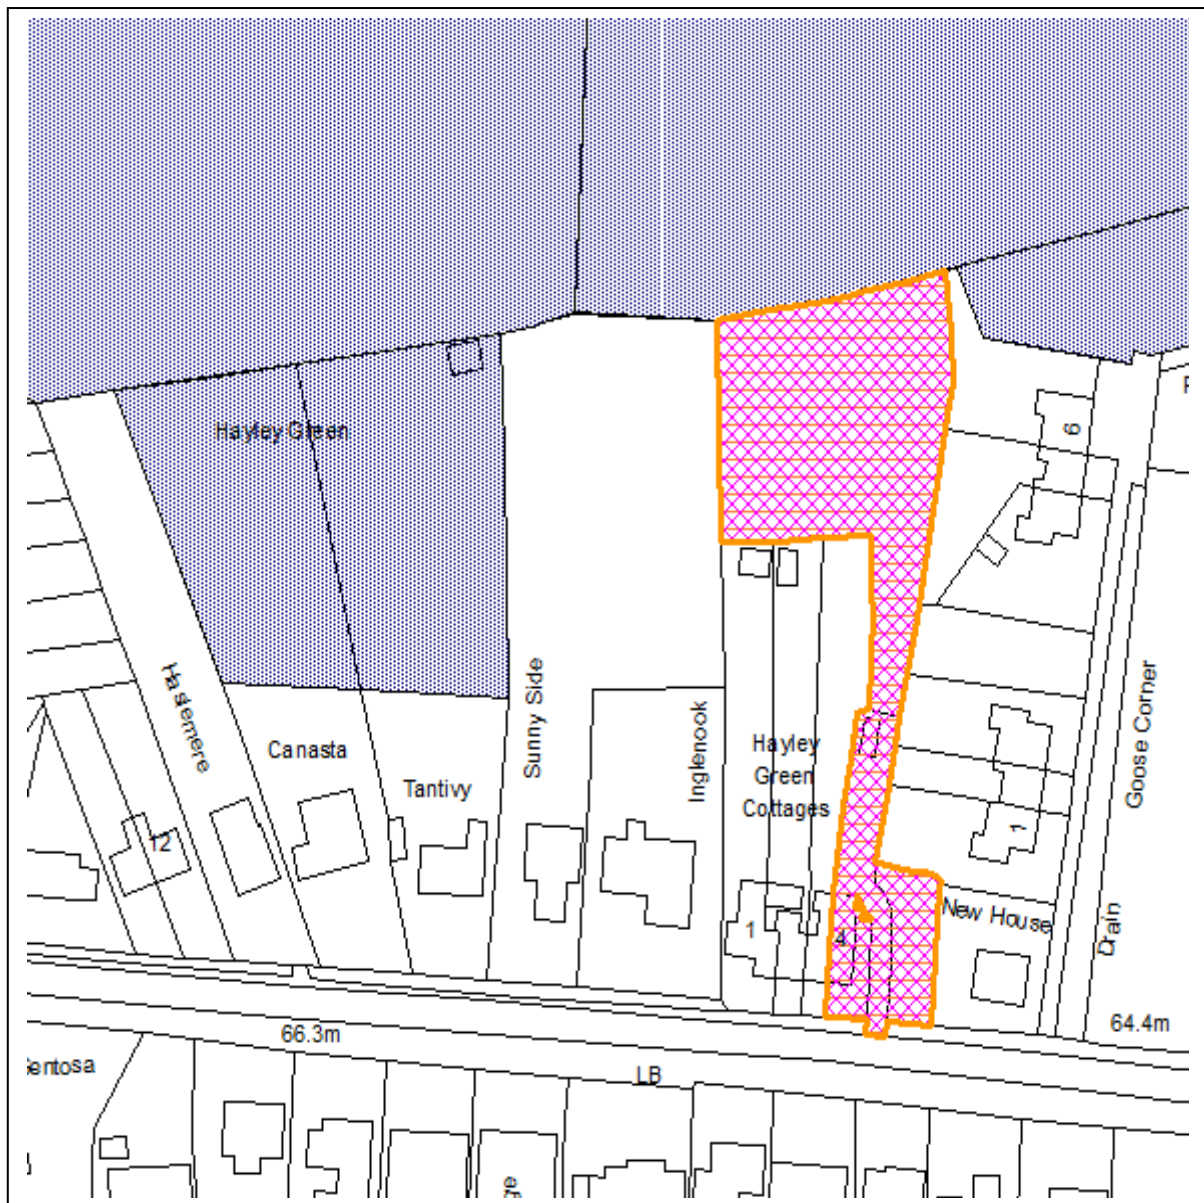 Hayley Green
6
Haslemere
Sunny Side
Inglenook
Goose Corner
Canasta
Hayley
Green
Cottages
Tantivy
12
1
New House
1
4
Drain
66.3m
64.4m
LB